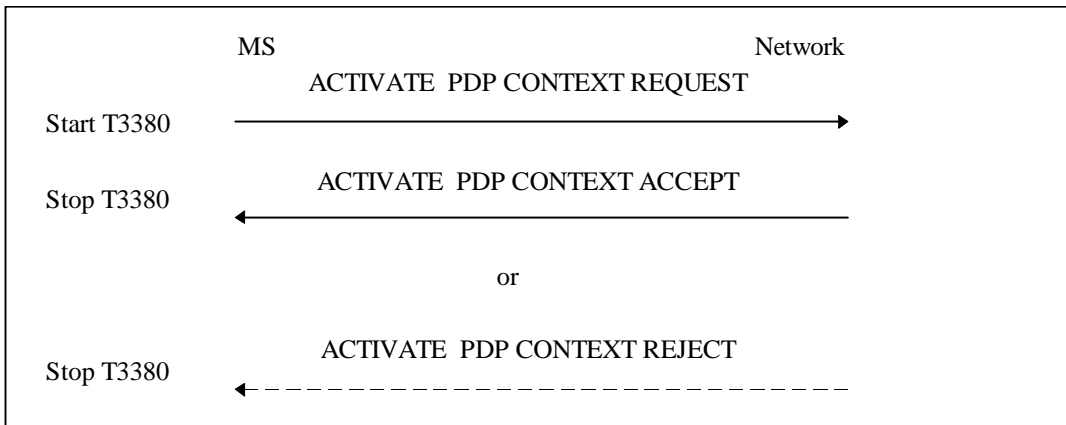 MS Network
ACTIVATE PDP CONTEXT REQUEST
Start T3380
ACTIVATE PDP CONTEXT ACCEPT
Stop T3380
or
ACTIVATE PDP CONTEXT REJECT
Stop T3380